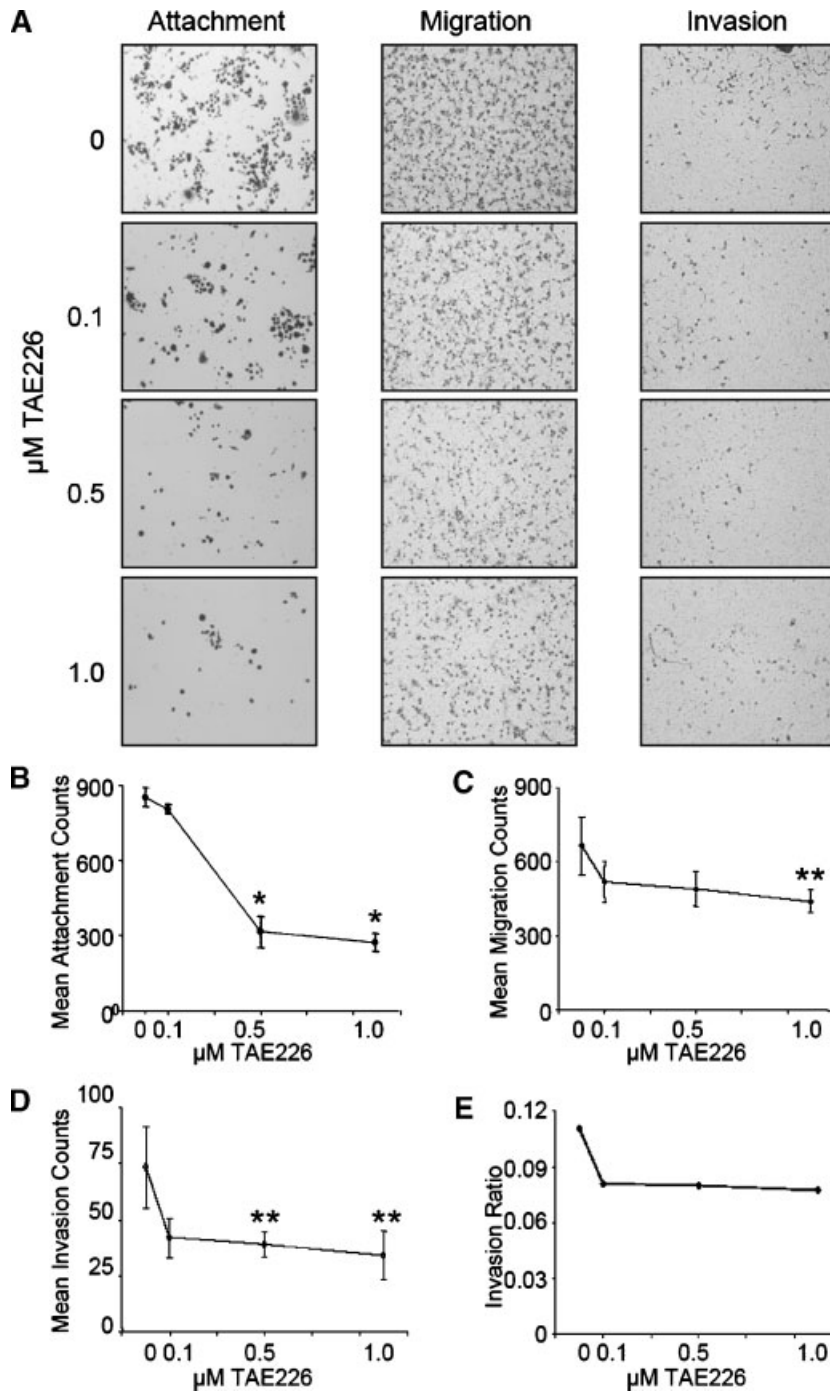 A
Attachment
Migration
Invasion
µM TAE226
0
0.1
0.5
1.0
B
Mean Attachment Counts
900
600
300
0
0
*
*
0 0.1 0.5 1.0
µM TAE226
C
Mean Migration Counts
900
600
300
0
**
0 0.1 0.5 1.0
µM TAE226
D
Mean Invasion Counts
100
75
50
25
0
**
**
0 0.1 0.5 1.0
µM TAE226
E
Invasion Ratio
0.12
0.09
0.06
0.03
0
0 0.1 0.5 1.0
µM TAE226